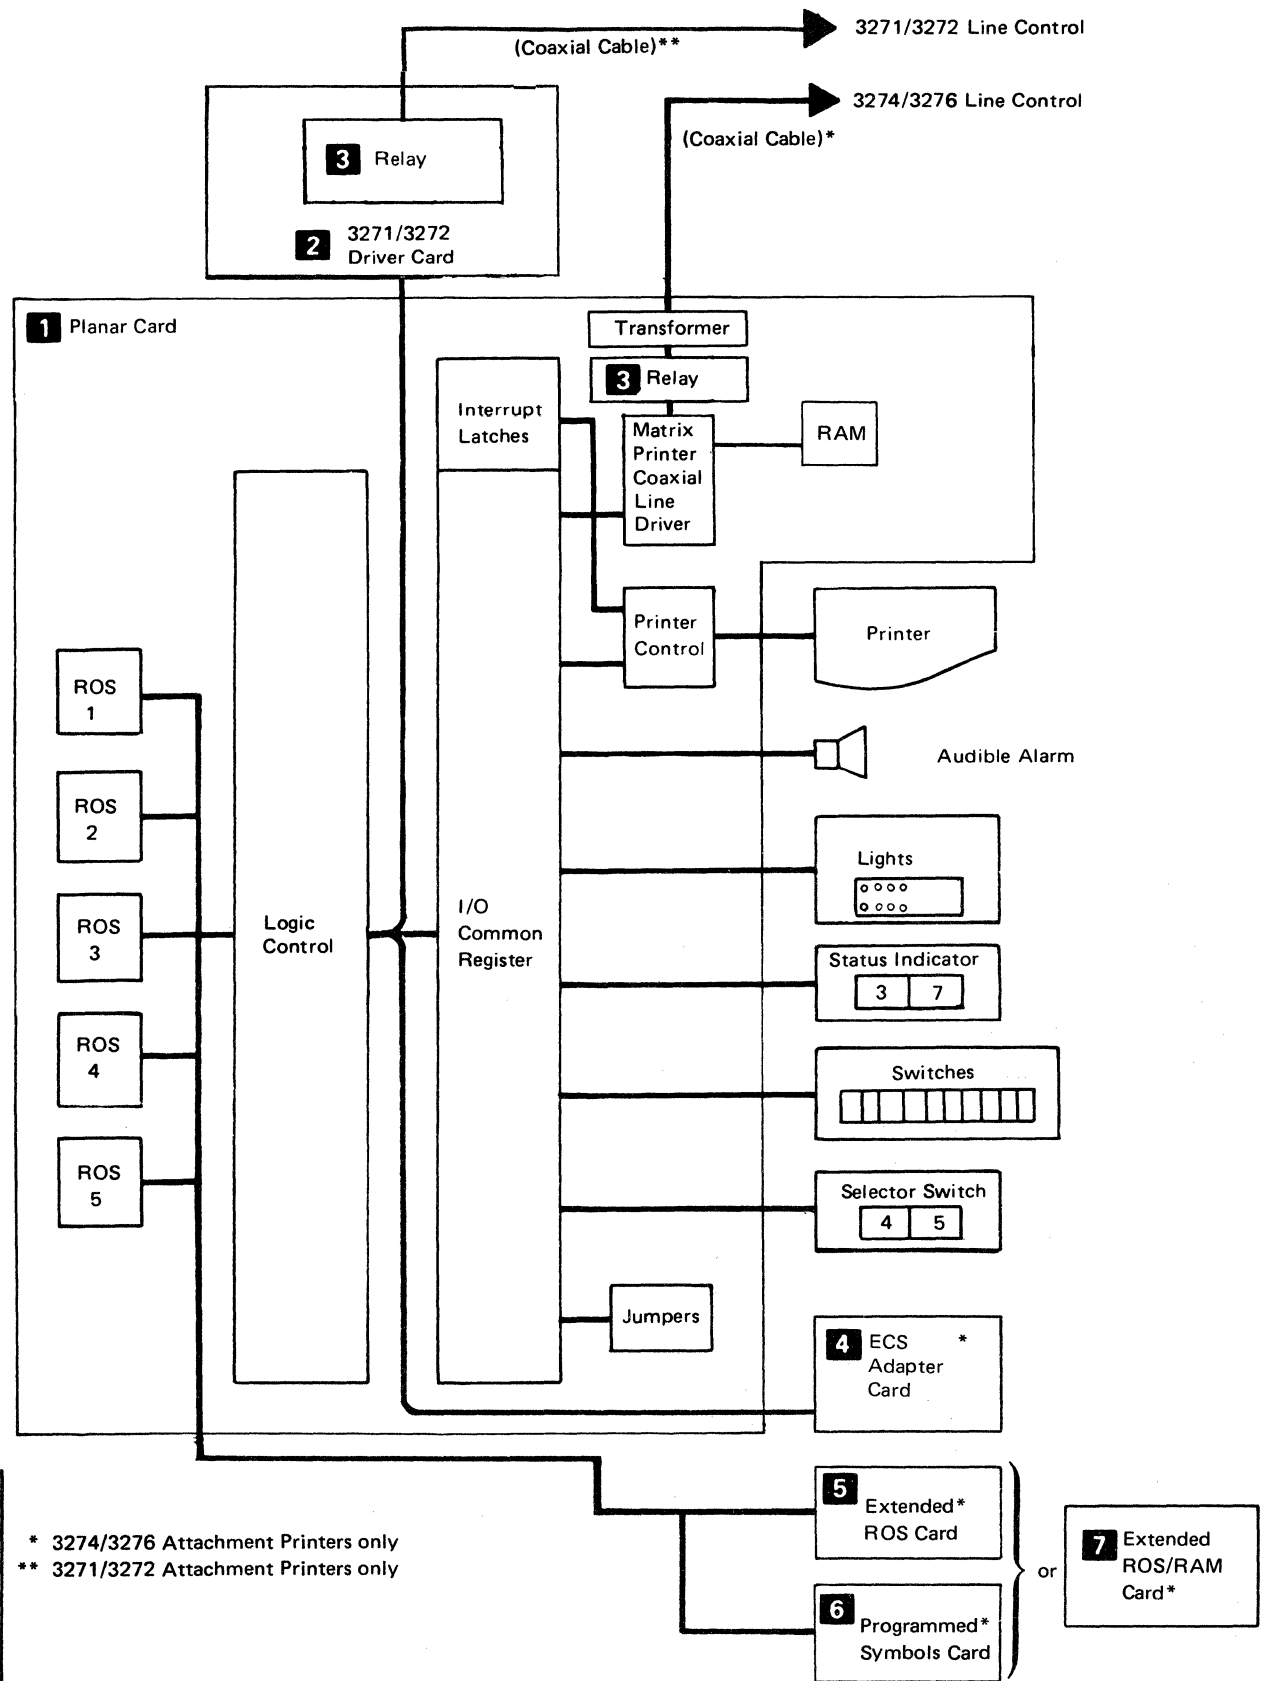 (Coaxial Cable)**
3271/3272 Line Control
3274/3276 Line Control
(Coaxial Cable)*
3 Relay
2 3271/3272
Driver Card
1 Planar Card
Transformer
3 Relay
Interrupt
Latches
Matrix
Printer
Coaxial
Line
Driver
RAM
Printer
Control
Printer
ROS
1
Audible Alarm
ROS
2
Lights
ROS
3
Logic
Control
I/O
Common
Register
Status Indicator
3 7
ROS
4
Switches
ROS
5
Selector Switch
4 5
Jumpers
4 ECS *
Adapter
Card
5 Extended*
ROS Card
* 3274/3276 Attachment Printers only
** 3271/3272 Attachment Printers only
or
7 Extended
ROS/RAM
Card*
6 Programmed*
Symbols Card